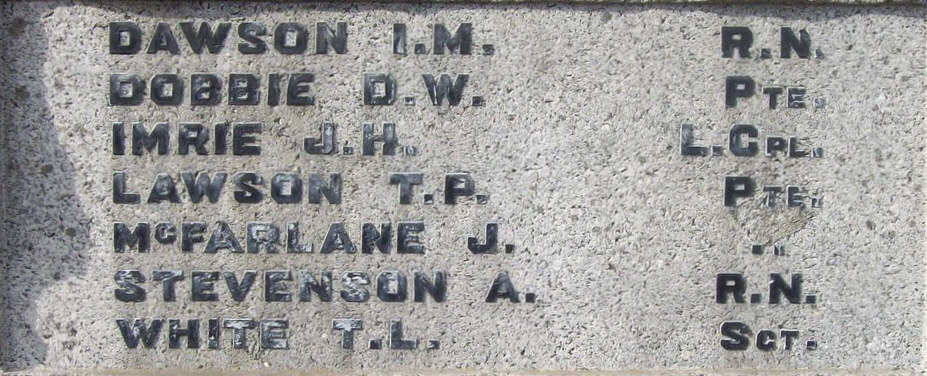 DAWSON I.M. R.N.
DOBBIE D.W. PTE.
IMRIE J.H. L.CPL.
LAWSON T.P. PTE.
McFARLANE J. ..
STEVENSON A. R.N.
WHITE T.L. SGT.